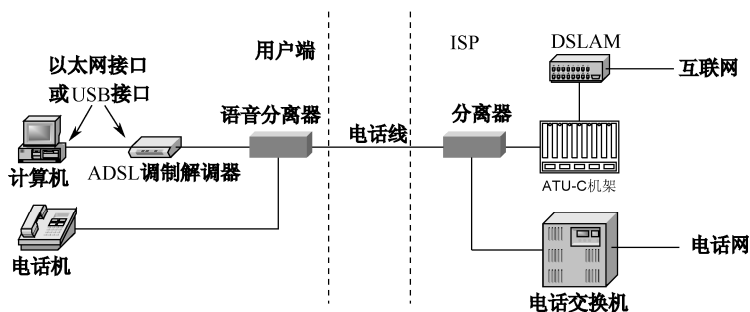 用户端
ISP
DSLAM
以太网接口
或USB接口
互联网
语音分离器
电话线
分离器
计算机
ADSL调制解调器
ATU-C机架
电话机
电话网
电话交换机